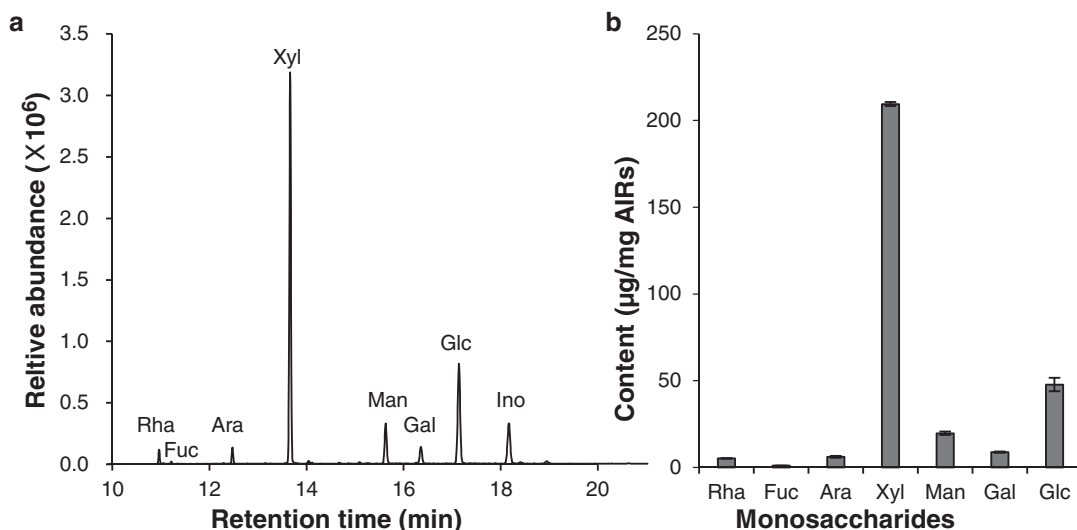 a
3.5
3.0
2.5
2.0
1.5
1.0
0.5
0.0
Reltive abundance (×10⁶)
Xyl
Glc
Man
Gal
Ino
Rha
Fuc
Ara
10 12 14 16 18 20
Retention time (min)
b
250
200
150
100
50
0
Content (µg/mg AIRs)
Rha Fuc Ara Xyl Man Gal Glc
Monosaccharides